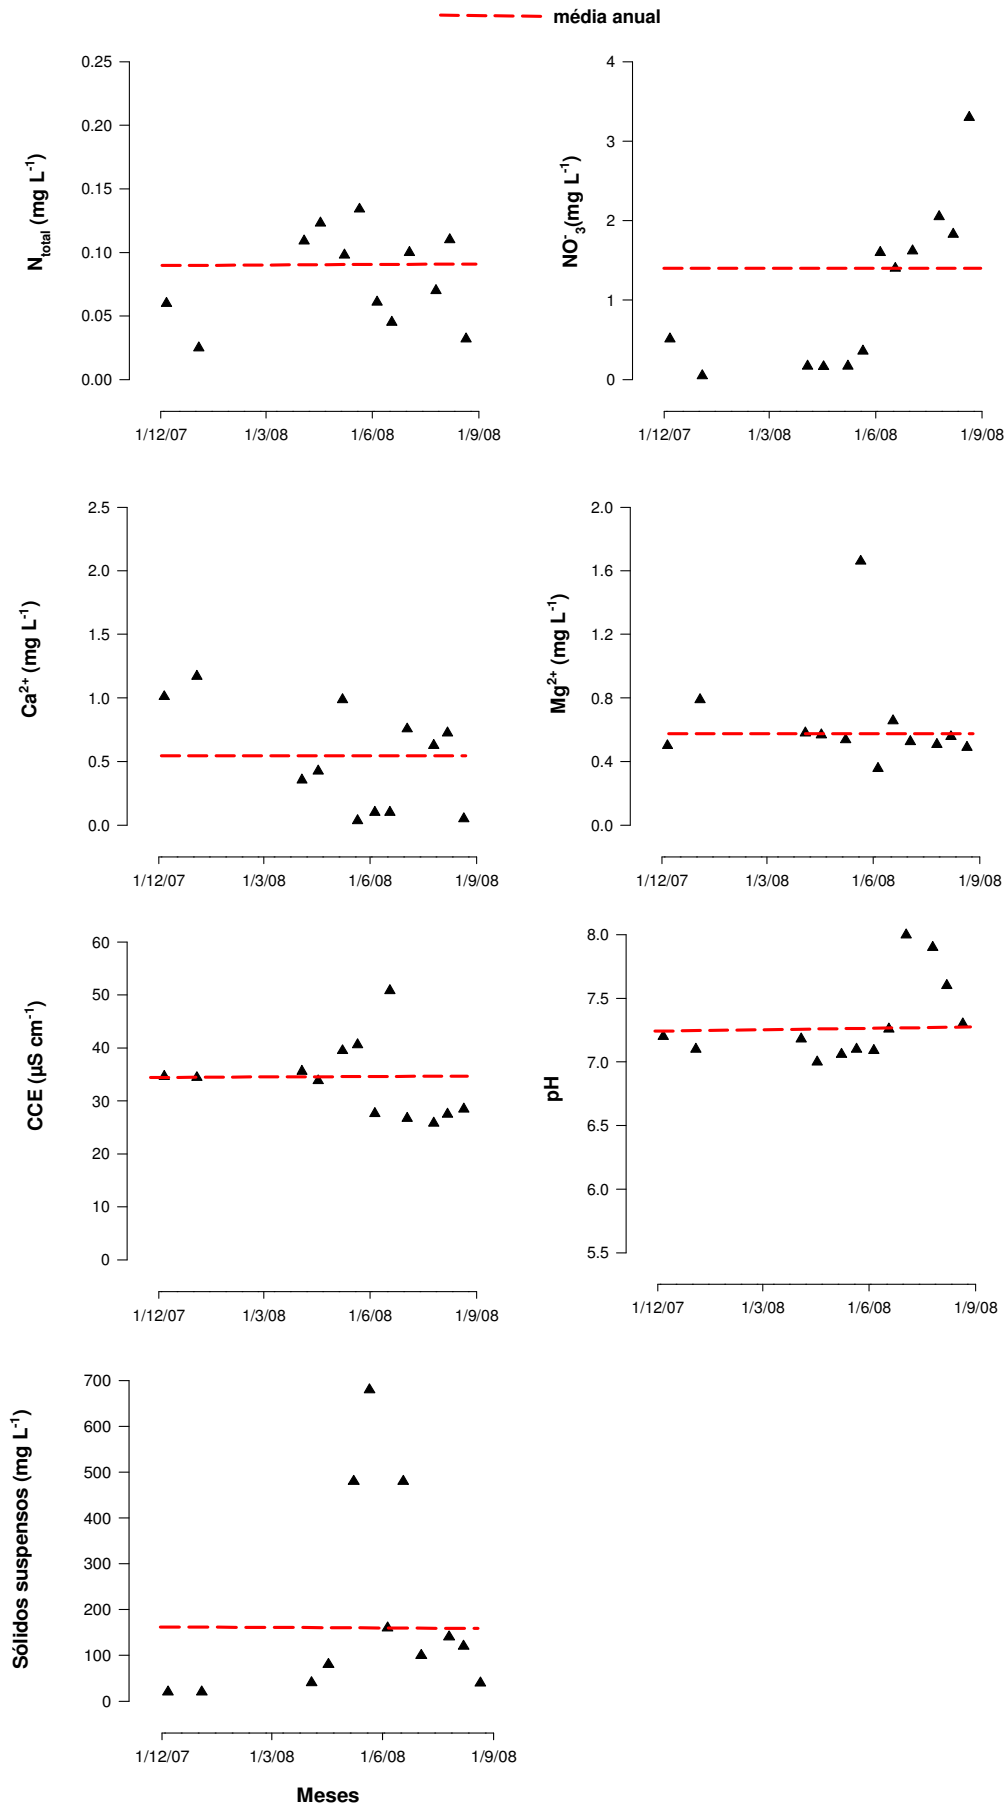 média anual
0.25
0.20
0.15
0.10
0.05
0.00
N_total (mg L⁻¹)
1/12/07 1/3/08 1/6/08 1/9/08
4
3
2
1
0
NO⁻₃(mg L⁻¹)
1/12/07 1/3/08 1/6/08 1/9/08
2.5
2.0
1.5
1.0
0.5
0.0
Ca²⁺ (mg L⁻¹)
1/12/07 1/3/08 1/6/08 1/9/08
2.0
1.6
1.2
0.8
0.4
0.0
Mg²⁺ (mg L⁻¹)
1/12/07 1/3/08 1/6/08 1/9/08
60
50
40
30
20
10
0
CCE (µS cm⁻¹)
1/12/07 1/3/08 1/6/08 1/9/08
8.0
7.5
7.0
6.5
6.0
5.5
pH
1/12/07 1/3/08 1/6/08 1/9/08
700
600
500
400
300
200
100
0
Sólidos suspensos (mg L⁻¹)
1/12/07 1/3/08 1/6/08 1/9/08
Meses